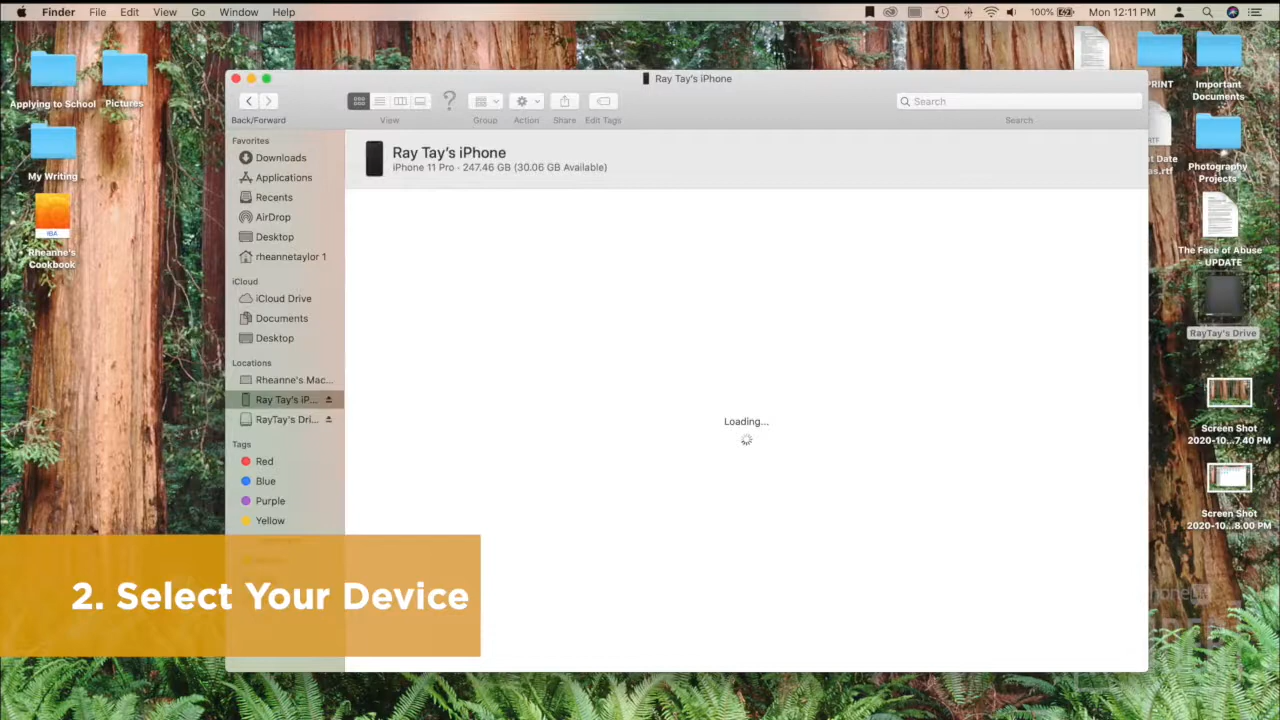 Finder File Edit View Go Window Help
100% Mon 12:11 PM
Applying to School
Pictures
My Writing
IBA
Rheanne's
Cookbook
Ray Tay's iPhone
Back/Forward
View
Group
Action
Share
Edit Tags
Search
Search
Favorites
Downloads
Applications
Recents
AirDrop
Desktop
rheannetaylor 1
iCloud
iCloud Drive
Documents
Desktop
Locations
Rheanne's Mac...
Ray Tay's iP...
RayTay's Dri...
Tags
Red
Blue
Purple
Yellow
Ray Tay's iPhone
iPhone 11 Pro · 247.46 GB (30.06 GB Available)
Loading...
2. Select Your Device
PRINT
Important
Documents
t Date
as.rtf
Photography
Projects
The Face of Abuse
- UPDATE
RayTay's Drive
Screen Shot
2020-10...7.40 PM
Screen Shot
2020-10...8.00 PM